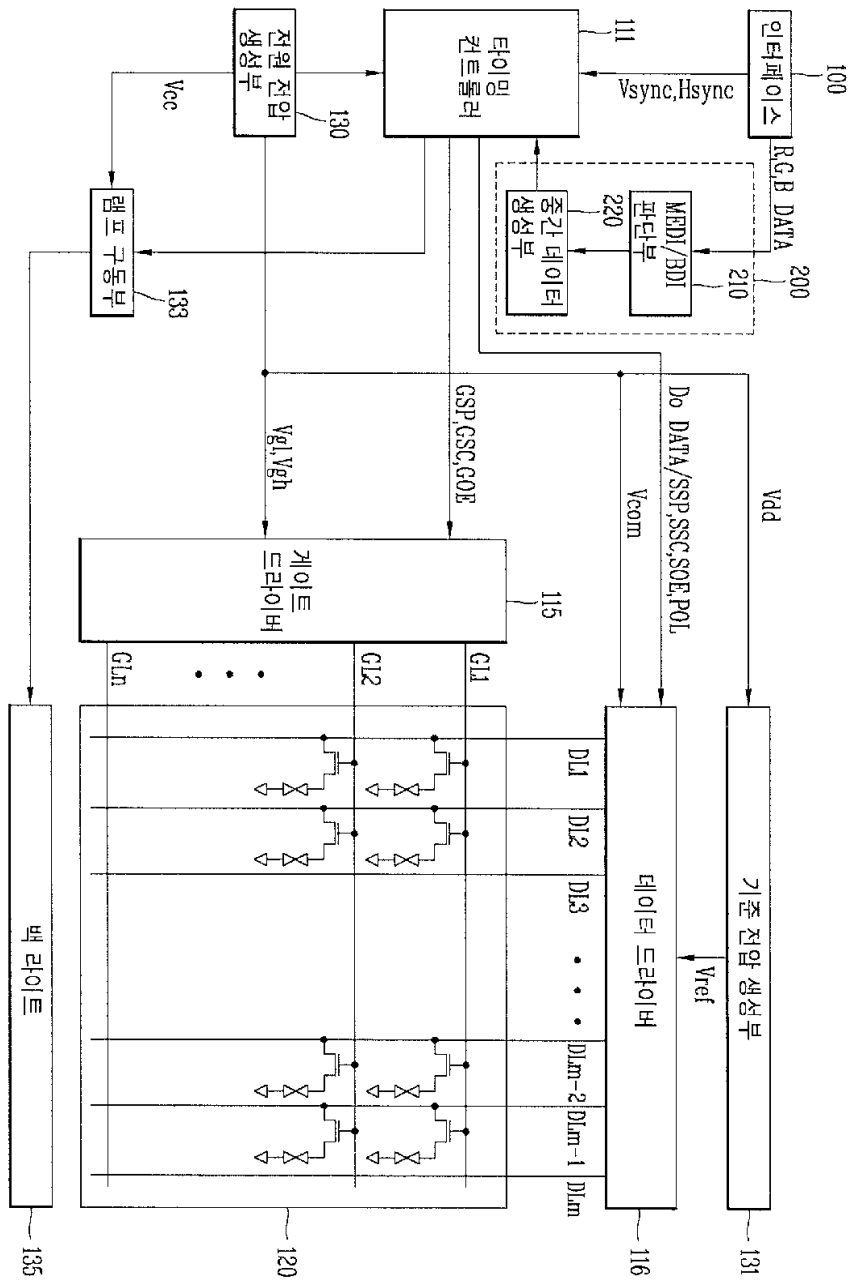 100
인터페이스
Vsync,Hsync
R,G,B DATA
111
타이밍
컨트롤러
MEDI/BDI
판단부
210
200
중간 데이터
생성부
220
전원 전압
생성부
130
Vcc
램프 구동부
133
Vdd
Do DATA/SSP,SSC,SOE,POL
Vcom
GSP,GSC,GOE
Vgl,Vgh
게이트
드라이버
115
기준 전압 생성부
131
Vref
데이터 드라이버
116
GL1
GL2
GLn
DL1
DL2
DL3
DLm-2
DLm-1
DLm
120
백 라이트
135